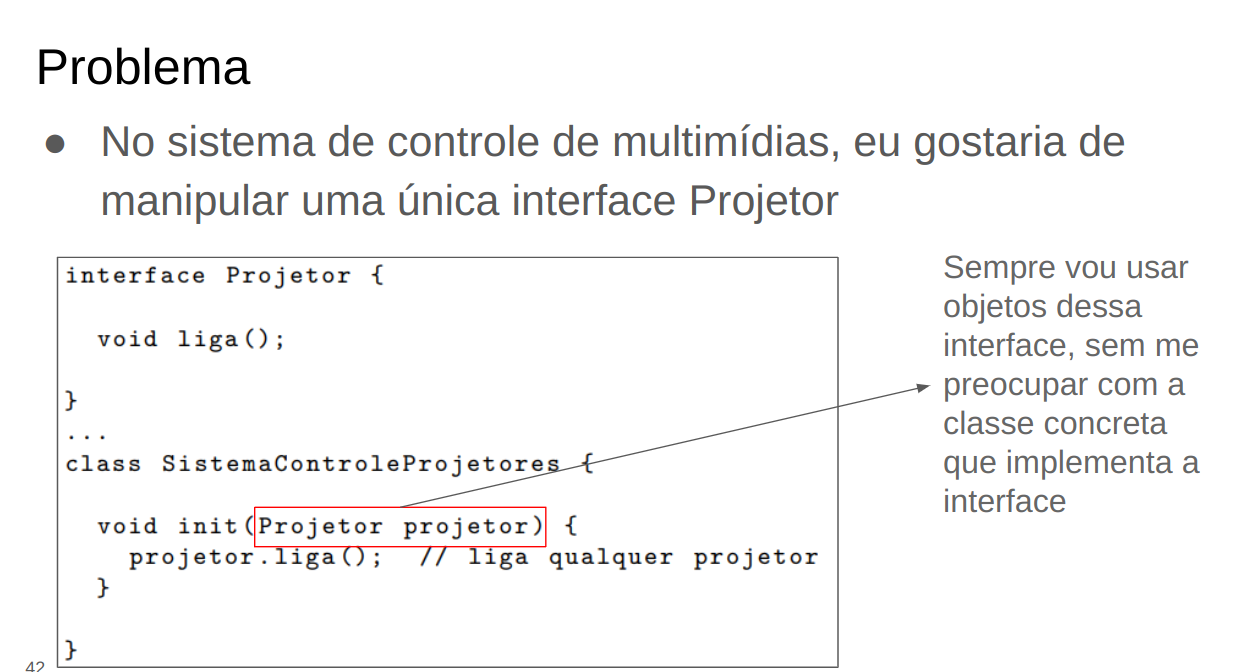 Problema
● No sistema de controle de multimídias, eu gostaria de
manipular uma única interface Projetor
interface Projetor {
void liga();
}
...
class SistemaControleProjetores {
void init(Projetor projetor) {
projetor.liga(); // liga qualquer projetor
}
}
Sempre vou usar
objetos dessa
interface, sem me
preocupar com a
classe concreta
que implementa a
interface
42